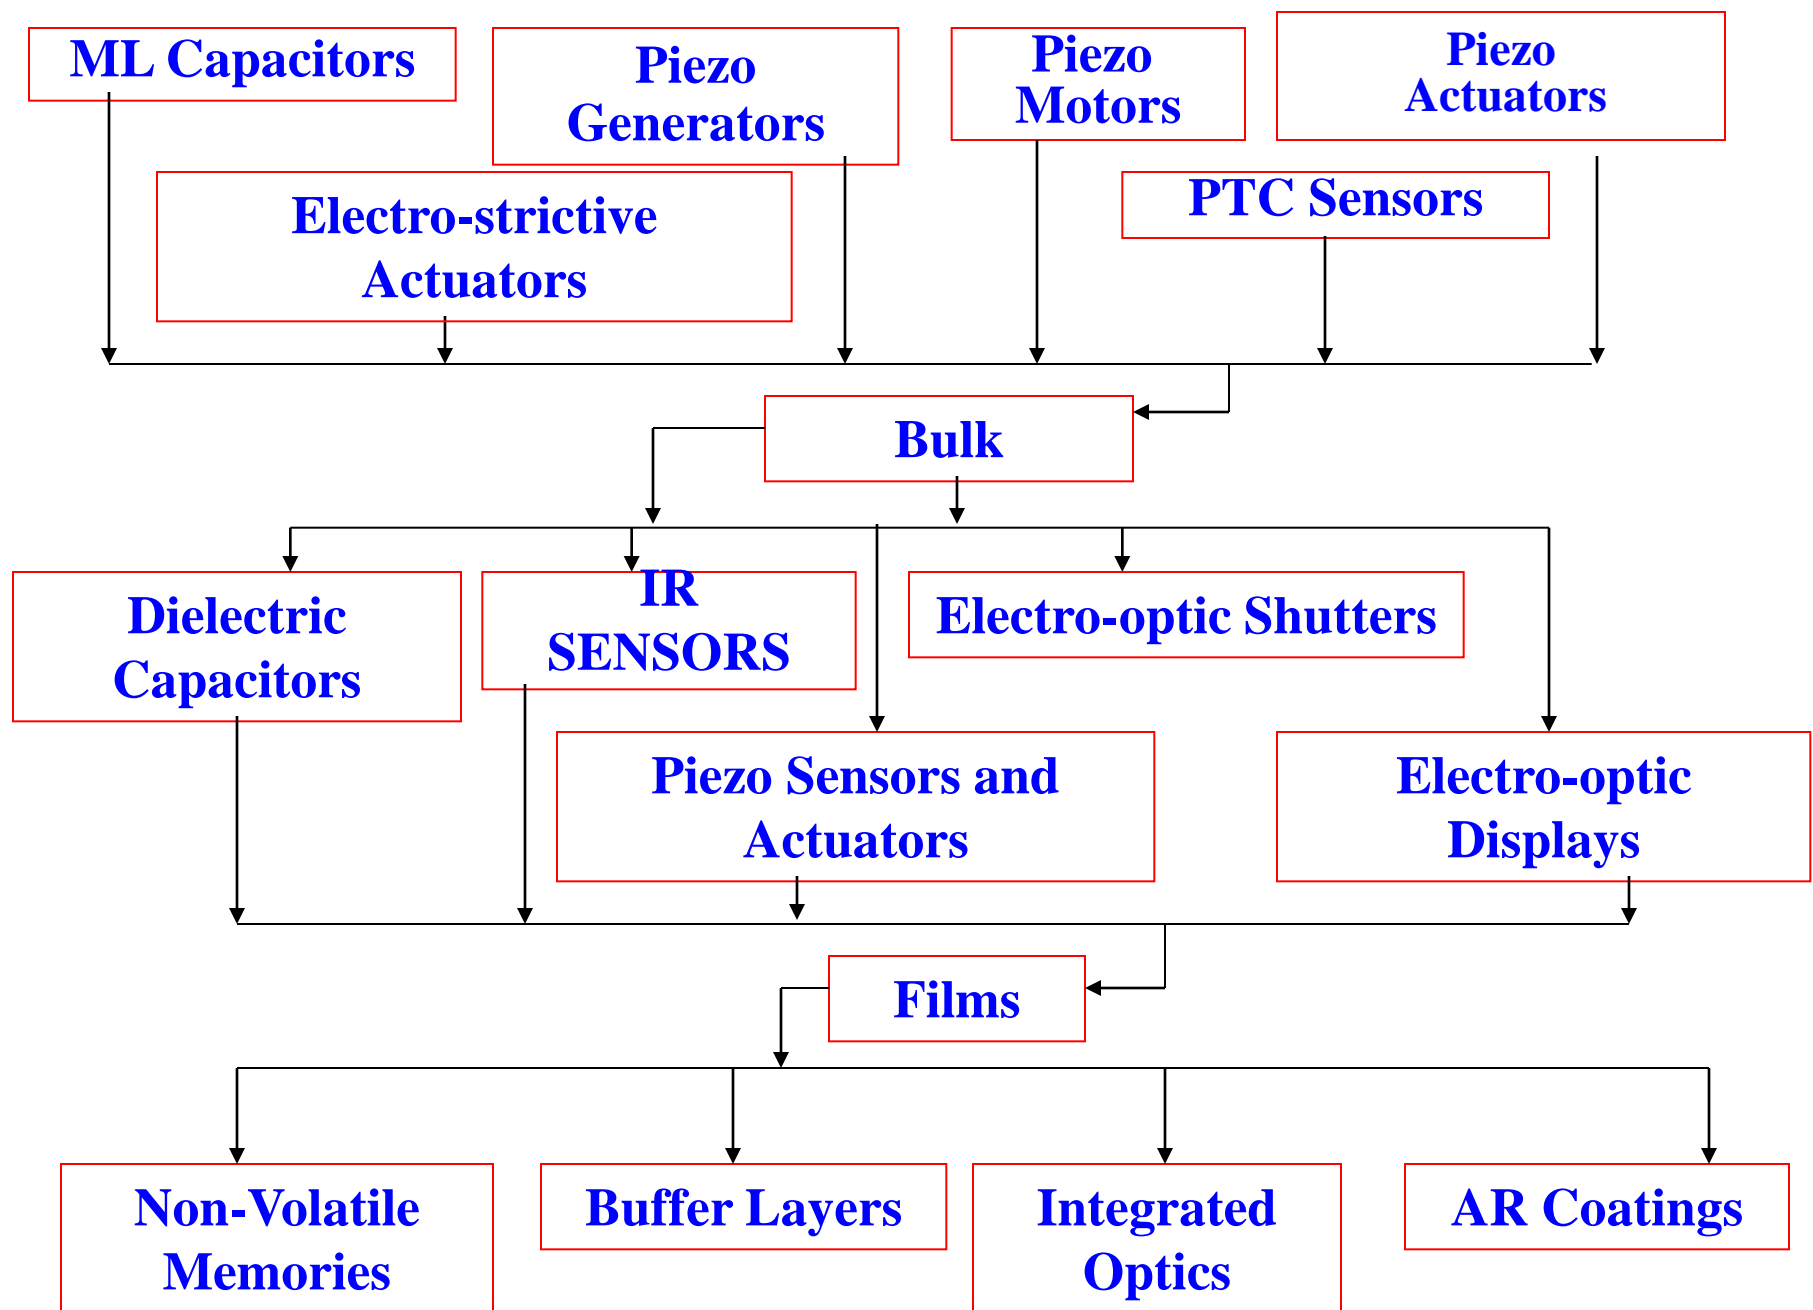 ML Capacitors
Piezo
Generators
Piezo
Motors
Piezo
Actuators
Electro-strictive
Actuators
PTC Sensors
Bulk
Dielectric
Capacitors
IR
SENSORS
Electro-optic Shutters
Piezo Sensors and
Actuators
Electro-optic
Displays
Films
Non-Volatile
Memories
Buffer Layers
Integrated
Optics
AR Coatings